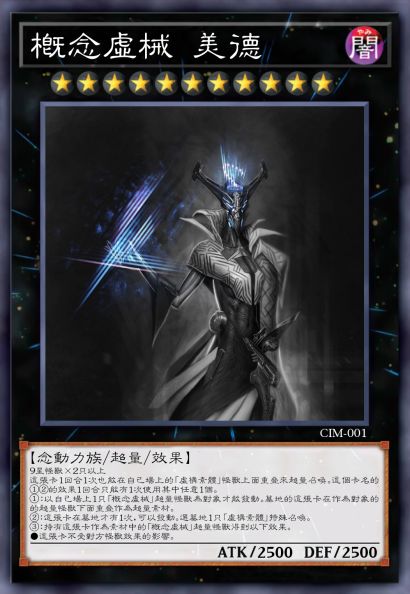 概念虛械 美德
やみ
闇
CIM-001
【念動力族/超量/效果】
9星怪獸×2只以上
這張卡1回合1次也能在自己場上的「虛構素體」怪獸上面重疊來超量召喚。這個卡名的
①②的效果1回合只能有1次使用其中任意1個。
①:以自己場上1只「概念虛械」超量怪獸為對象才能發動。墓地的這張卡在作為對象的
的超量怪獸下面重疊作為超量素材。
②:這張卡在墓地才有1次,可以發動。選墓地1只「虛構素體」特殊召喚。
③:持有這張卡作為素材中的「概念虛械」超量怪獸得到以下效果。
●這張卡不受對方怪獸效果的影響。
ATK/2500 DEF/2500